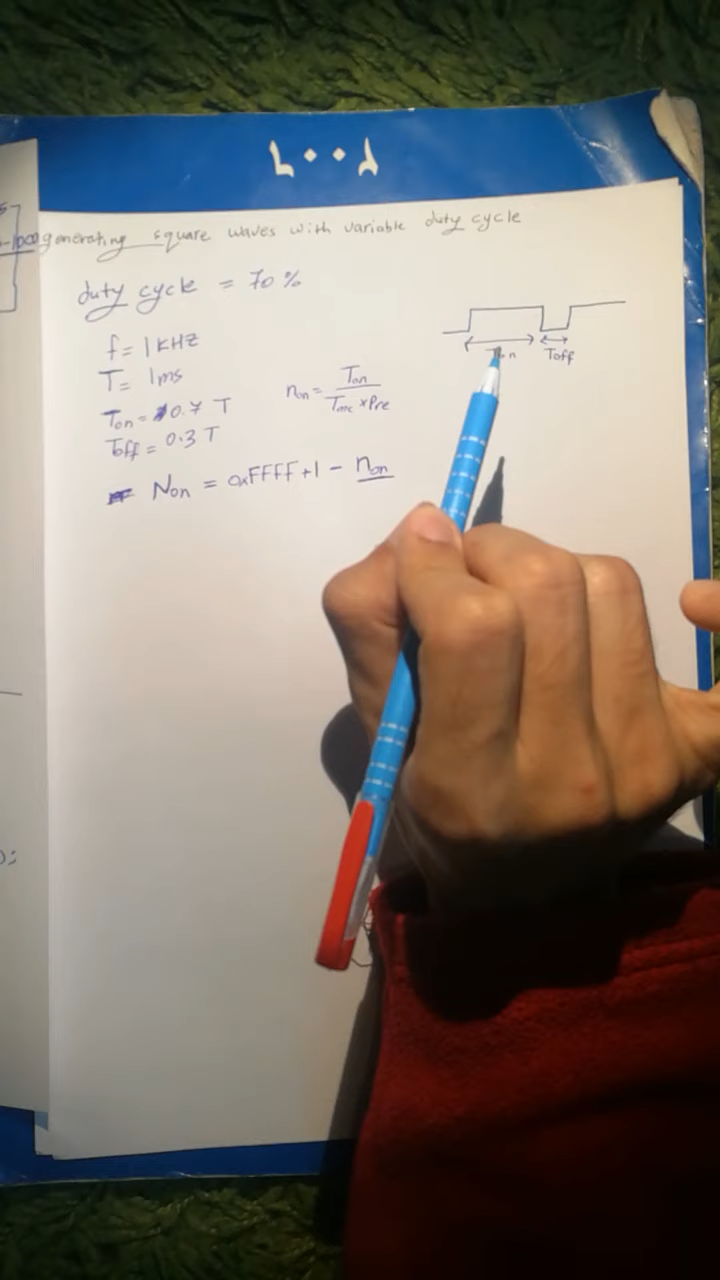 generating square waves with variable duty cycle
duty cycle = 70%
f = 1 KHZ
T = 1ms
Ton = 0.7 T
Toff = 0.3 T
non = Ton / Tmc × Pre
Non = 0xFFFF + 1 - non
Ton Toff